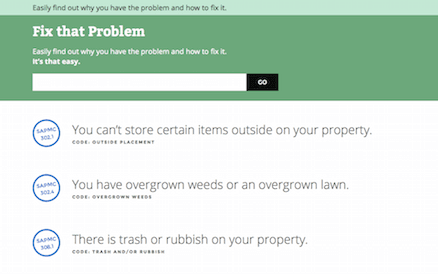 Easily find out why you have the problem and how to fix it.
Fix that Problem
Easily find out why you have the problem and how to fix it.
It's that easy.
GO
SAPMC
302.1
You can't store certain items outside on your property.
CODE: OUTSIDE PLACEMENT
SAPMC
302.4
You have overgrown weeds or an overgrown lawn.
CODE: OVERGROWN WEEDS
SAPMC
306.1
There is trash or rubbish on your property.
CODE: TRASH AND/OR RUBBISH